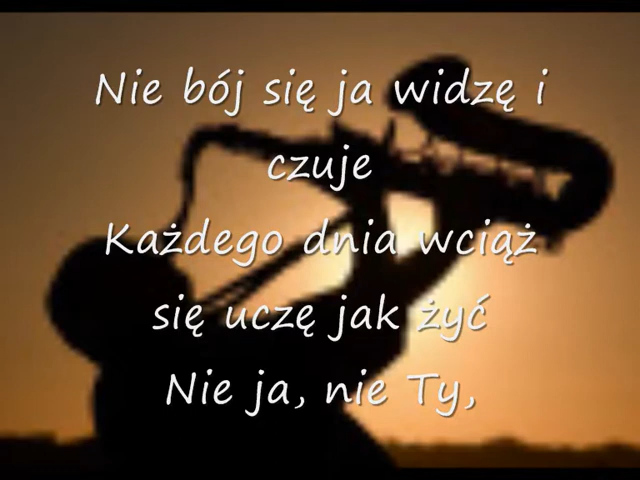 Nie bój się ja widzę i
czuje
Każdego dnia wciąż
się uczę jak żyć
Nie ja, nie Ty,